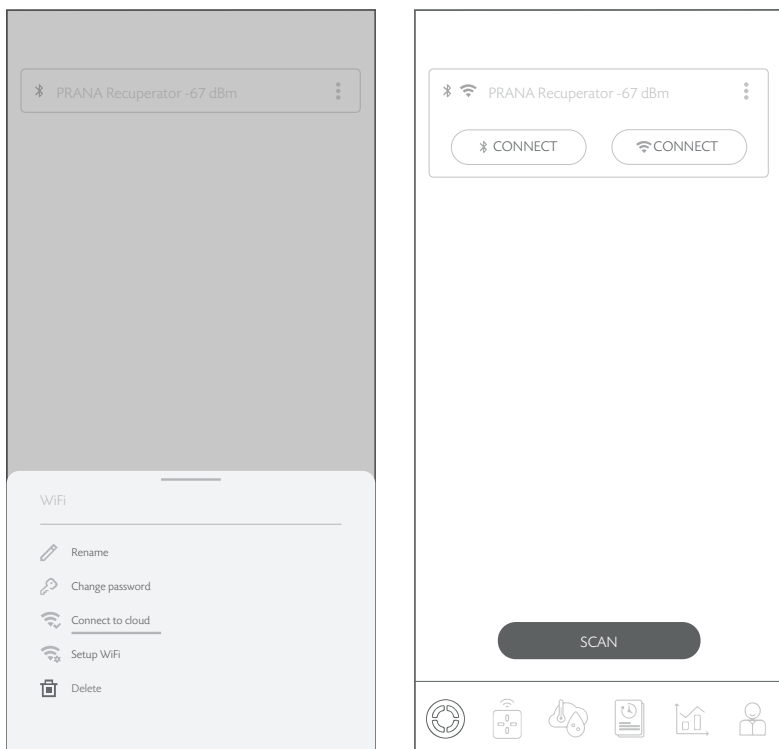 PRANA Recuperator -67 dBm
WiFi
Rename
Change password
Connect to cloud
Setup WiFi
Delete
PRANA Recuperator -67 dBm
CONNECT
CONNECT
SCAN